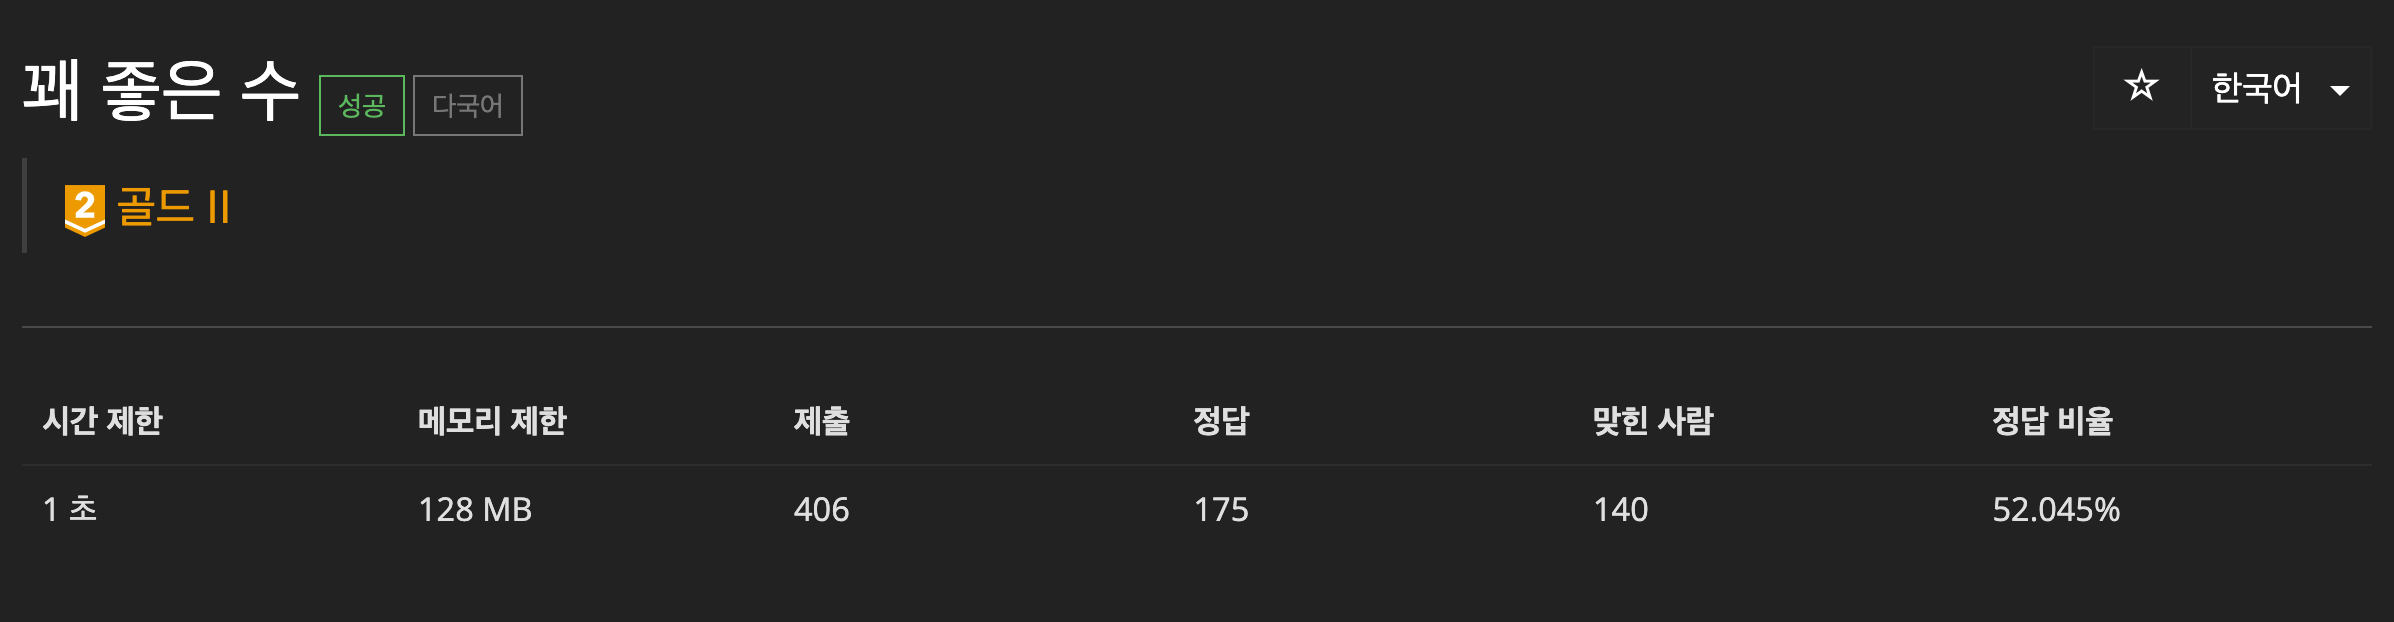 꽤 좋은 수 성공 다국어 한국어
2 골드 II
시간 제한 메모리 제한 제출 정답 맞힌 사람 정답 비율
1 초 128 MB 406 175 140 52.045%